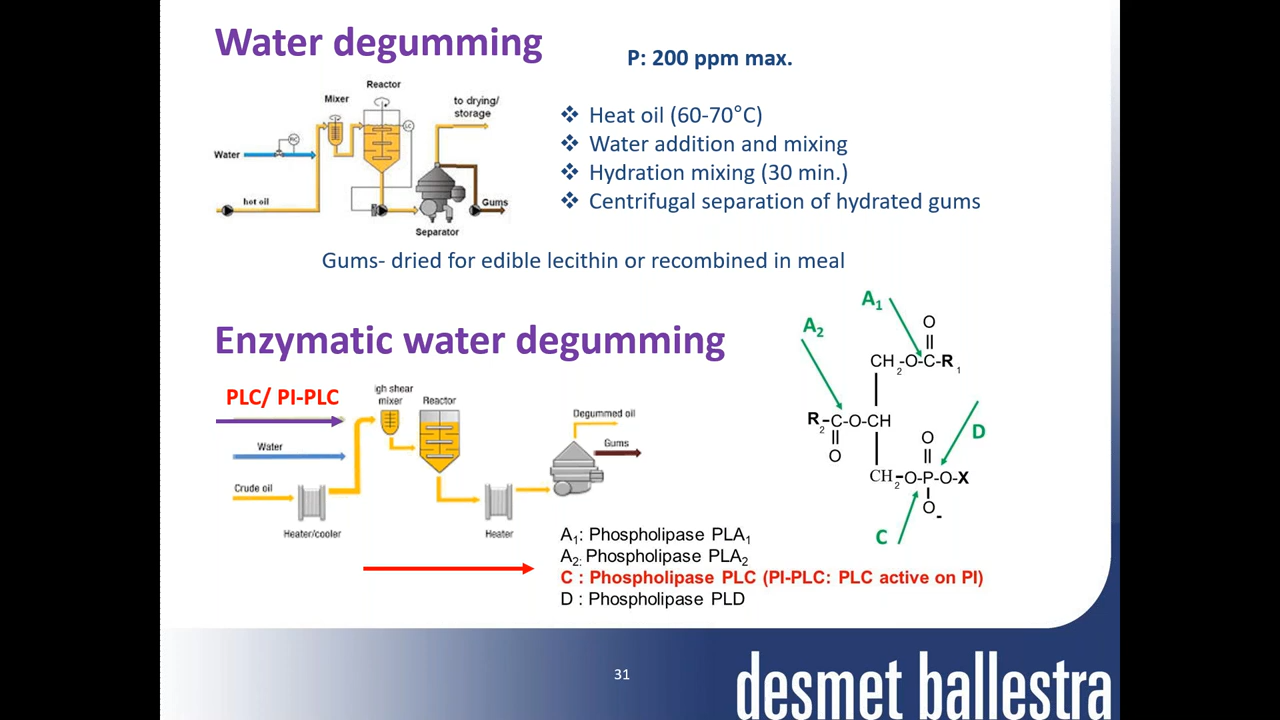 Water degumming
P: 200 ppm max.
Reactor
Mixer
to drying/
storage
Water
hot oil
Gums
Separator
❖ Heat oil (60-70°C)
❖ Water addition and mixing
❖ Hydration mixing (30 min.)
❖ Centrifugal separation of hydrated gums
Gums- dried for edible lecithin or recombined in meal
Enzymatic water degumming
PLC/ PI-PLC
igh shear
mixer
Reactor
Water
Crude oil
Heater/cooler
Heater
Degummed oil
Gums
A1
A2
O
CH2-O-C-R1
R2-C-O-CH
O
O
D
CH2-O-P-O-X
O-
C
A1: Phospholipase PLA1
A2: Phospholipase PLA2
C : Phospholipase PLC (PI-PLC: PLC active on PI)
D : Phospholipase PLD
31
desmet ballestra